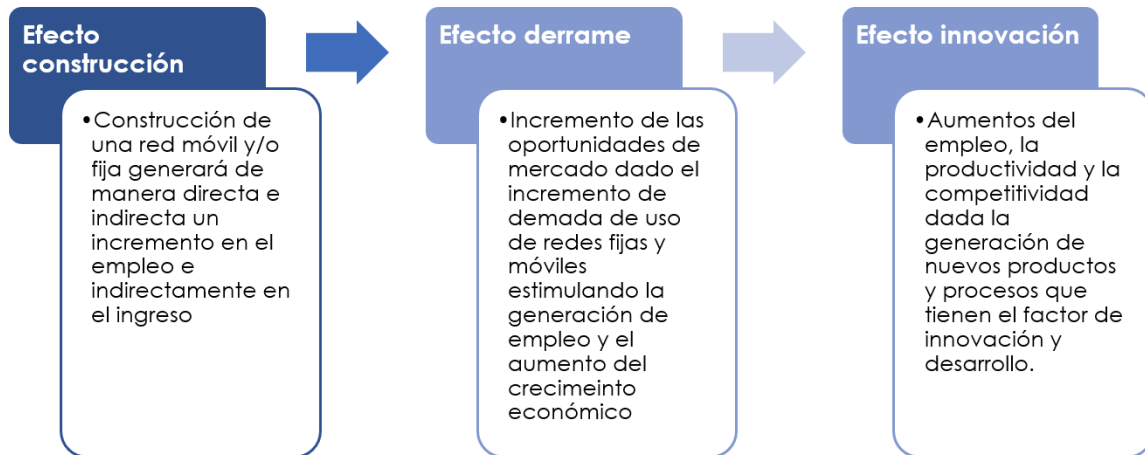 Efecto
construcción
•Construcción de
una red móvil y/o
fija generará de
manera directa e
indirecta un
incremento en el
empleo e
indirectamente en
el ingreso
Efecto derrame
•Incremento de las
oportunidades de
mercado dado el
incremento de
demada de uso
de redes fijas y
móviles
estimulando la
generación de
empleo y el
aumento del
crecimeinto
económico
Efecto innovación
•Aumentos del
empleo, la
productividad y la
competitividad
dada la
generación de
nuevos productos
y procesos que
tienen el factor de
innovación y
desarrollo.